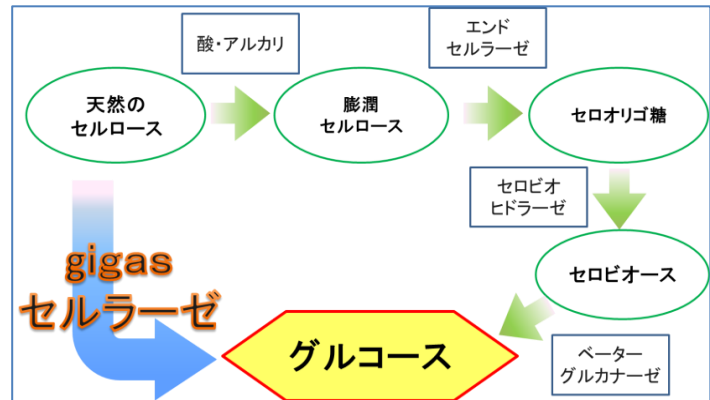 酸・アルカリ
エンド
セルラーゼ
天然の
セルロース
膨潤
セルロース
セロオリゴ糖
セロビオ
ヒドラーゼ
gigas
セルラーゼ
セロビオース
グルコース
ベーター
グルカナーゼ